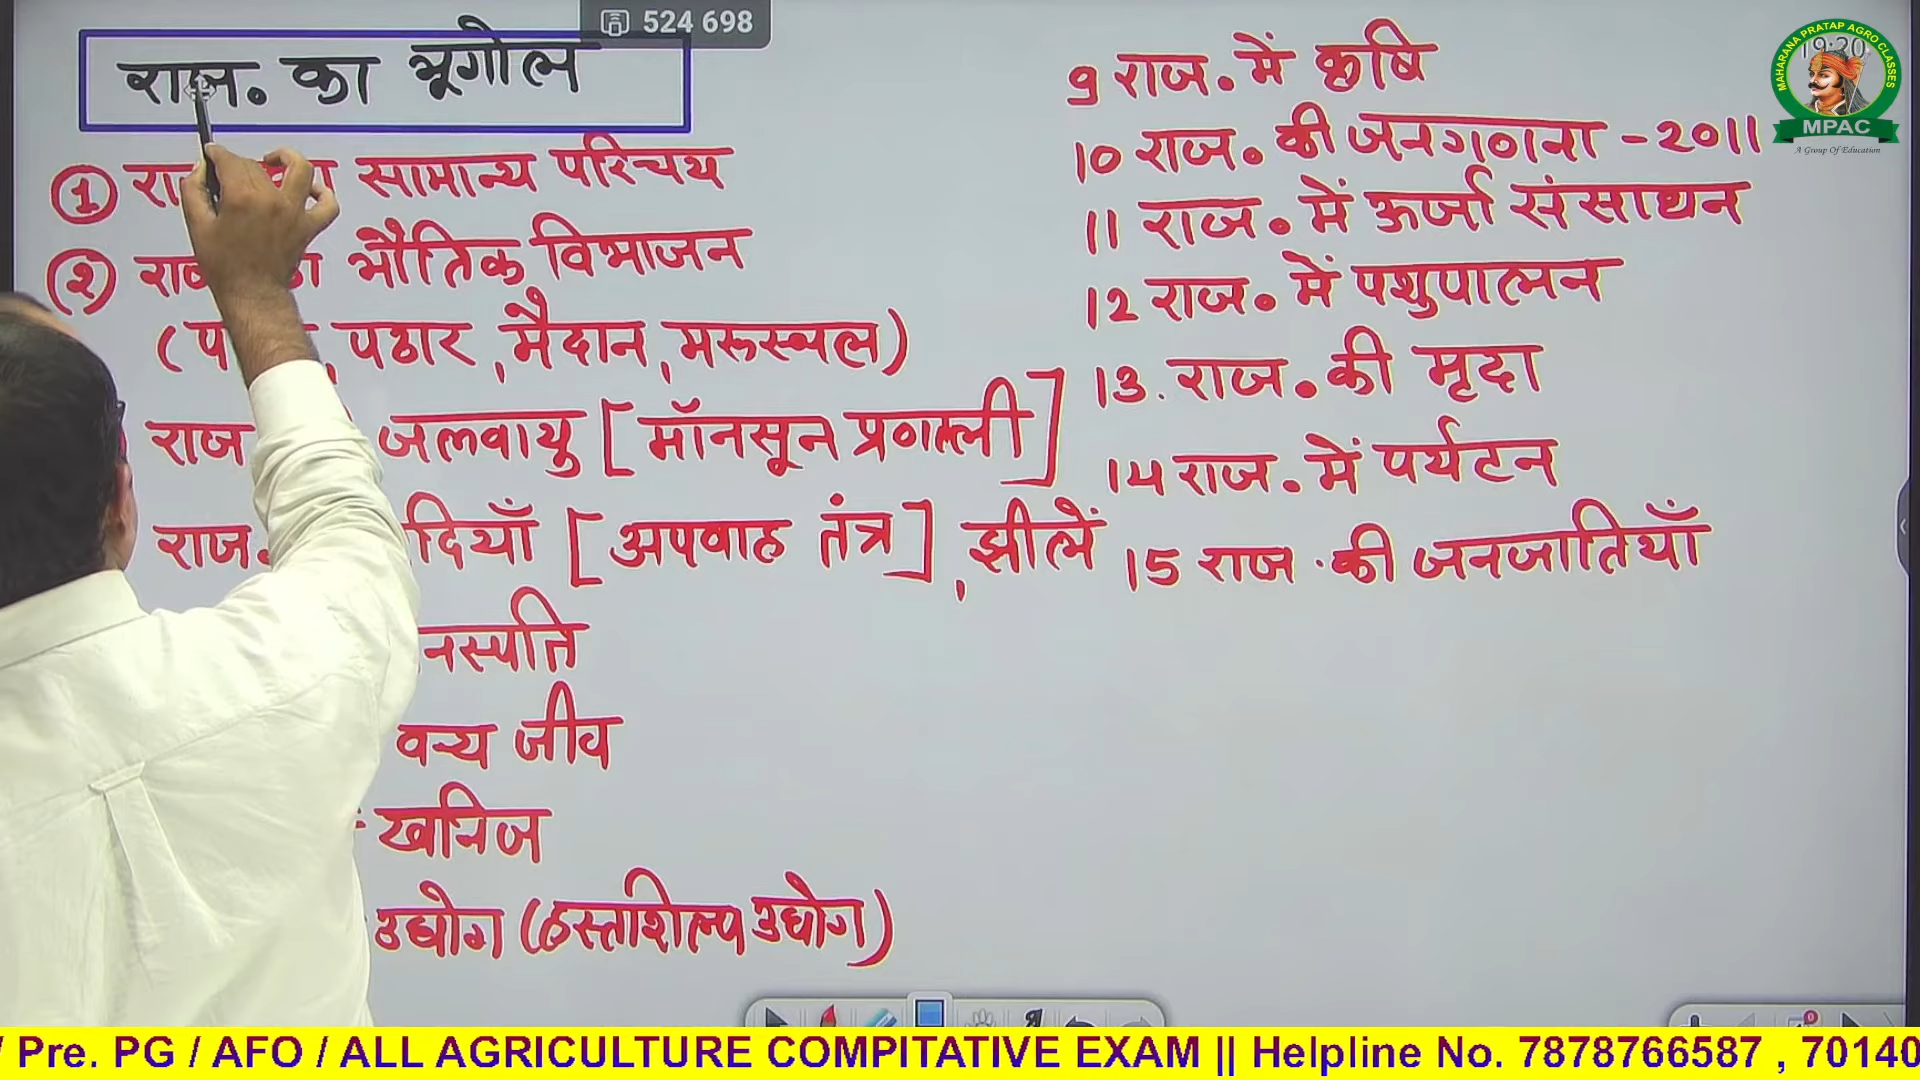 524 698
राज. का भूगोल
① का सामान्य परिचय
② का भौतिक विभाजन
( , पठार , मैदान , मरूस्थल )
राज जलवायु [ मॉनसून प्रणाली ]
राज. [ अपवाह तंत्र ] , झीलें
वन्य जीव
खनिज
उद्योग ( हस्तशिल्प उद्योग )
9 राज. में कृषि
10 राज. की जनगणना - 2011
11 राज. में ऊर्जा संसाधन
12 राज. में पशुपालन
13. राज. की मृदा
14 राज. में पर्यटन
15 राज. की जनजातियाँ
19:20
MAHARANA PRATAP AGRO CLASSES
MPAC
A Group Of Education
/ Pre. PG / AFO / ALL AGRICULTURE COMPITATIVE EXAM || Helpline No. 7878766587 , 70140